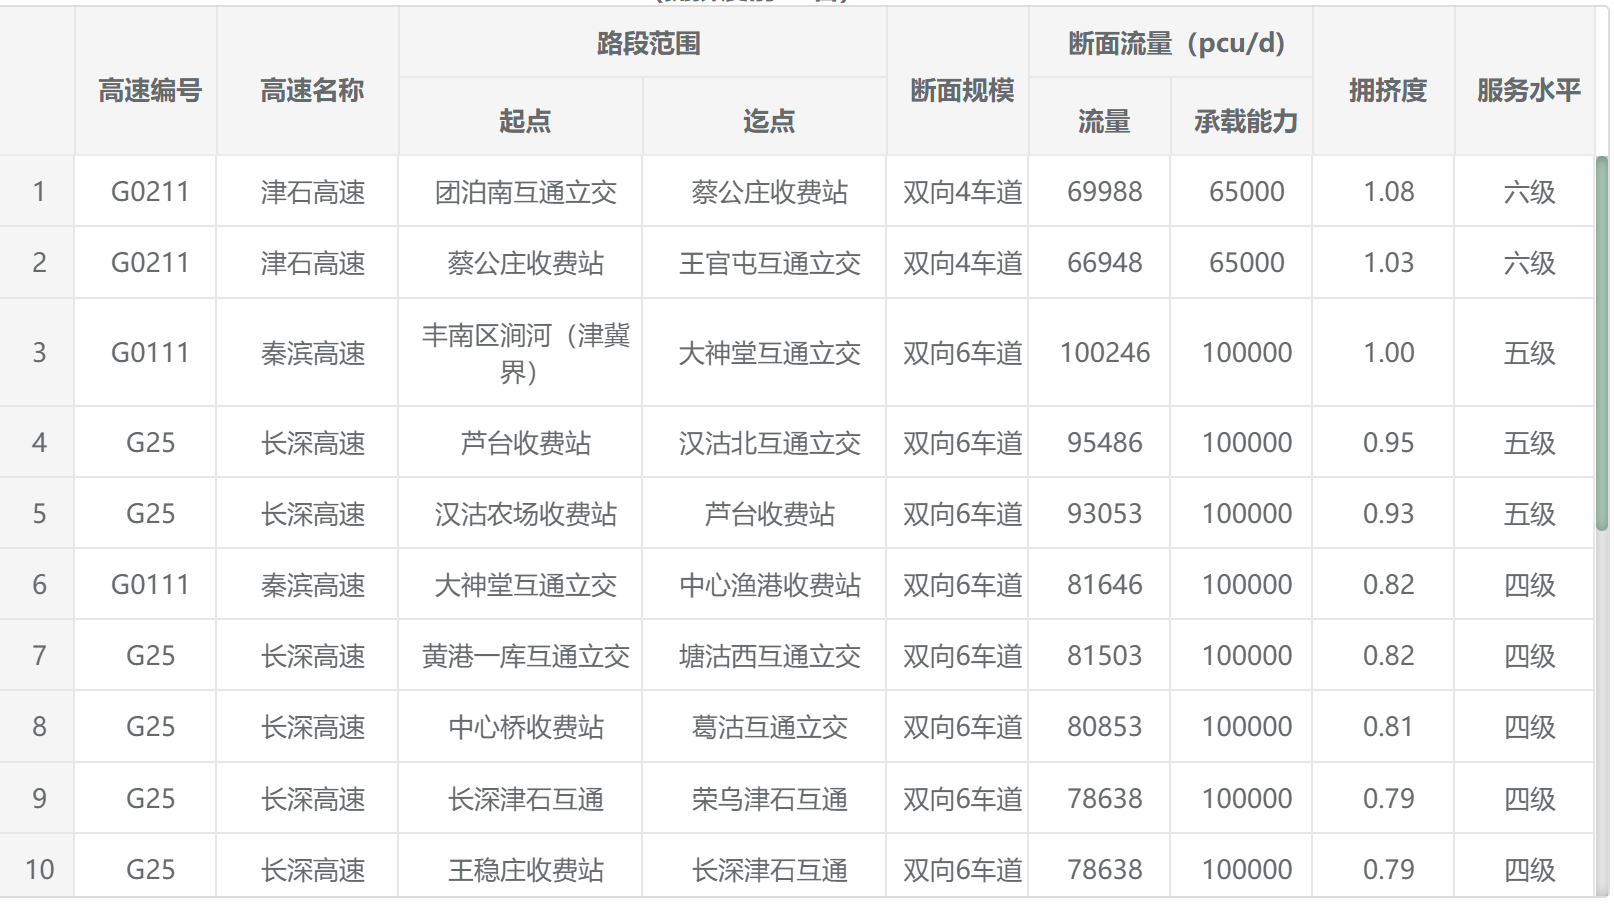 路段范围
断面流量（pcu/d）
高速编号 高速名称 断面规模 拥挤度 服务水平
起点 迄点 流量 承载能力
1 G0211 津石高速 团泊南互通立交 蔡公庄收费站 双向4车道 69988 65000 1.08 六级
2 G0211 津石高速 蔡公庄收费站 王官屯互通立交 双向4车道 66948 65000 1.03 六级
3 G0111 秦滨高速 丰南区涧河（津冀
界） 大神堂互通立交 双向6车道 100246 100000 1.00 五级
4 G25 长深高速 芦台收费站 汉沽北互通立交 双向6车道 95486 100000 0.95 五级
5 G25 长深高速 汉沽农场收费站 芦台收费站 双向6车道 93053 100000 0.93 五级
6 G0111 秦滨高速 大神堂互通立交 中心渔港收费站 双向6车道 81646 100000 0.82 四级
7 G25 长深高速 黄港一库互通立交 塘沽西互通立交 双向6车道 81503 100000 0.82 四级
8 G25 长深高速 中心桥收费站 葛沽互通立交 双向6车道 80853 100000 0.81 四级
9 G25 长深高速 长深津石互通 荣乌津石互通 双向6车道 78638 100000 0.79 四级
10 G25 长深高速 王稳庄收费站 长深津石互通 双向6车道 78638 100000 0.79 四级